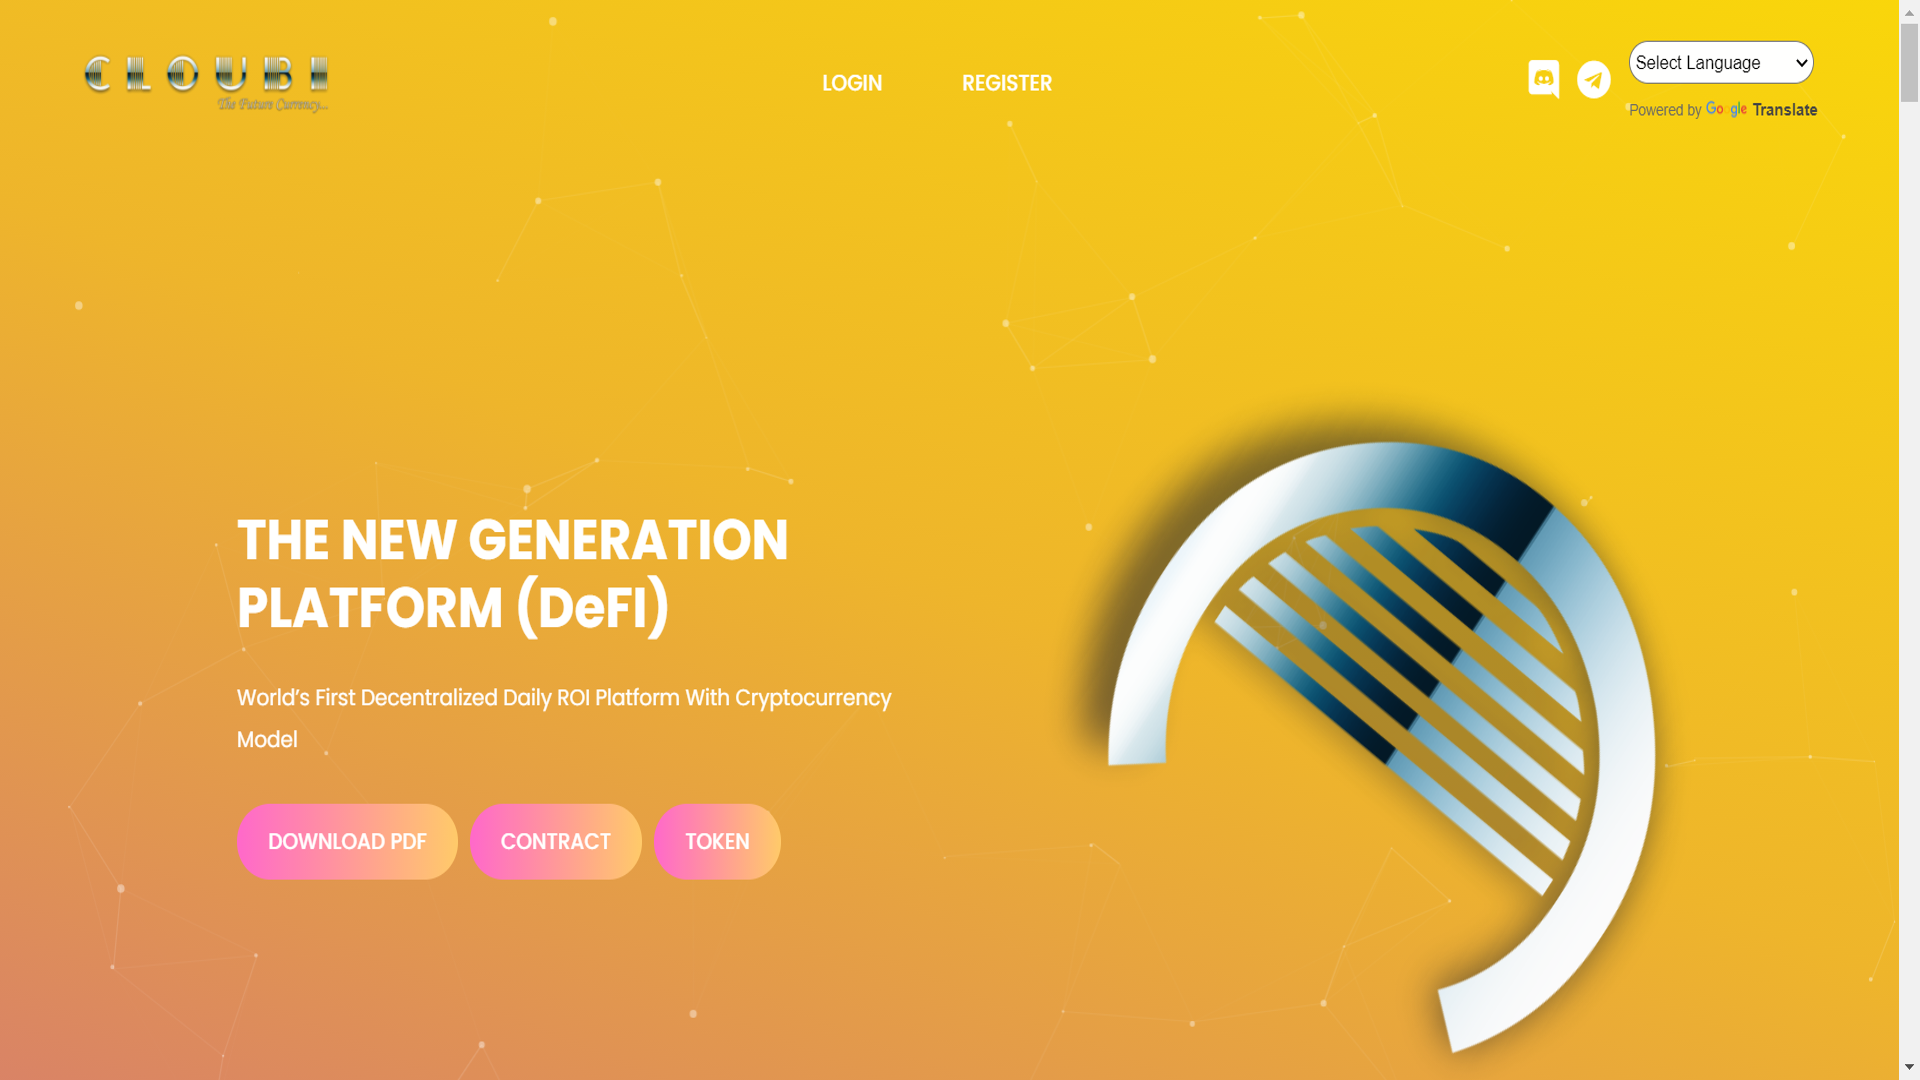 CLOUBI
The Future Currency...
LOGIN
REGISTER
Select Language
Powered by Google Translate
THE NEW GENERATION
PLATFORM (DeFI)
World’s First Decentralized Daily ROI Platform With Cryptocurrency
Model
DOWNLOAD PDF
CONTRACT
TOKEN